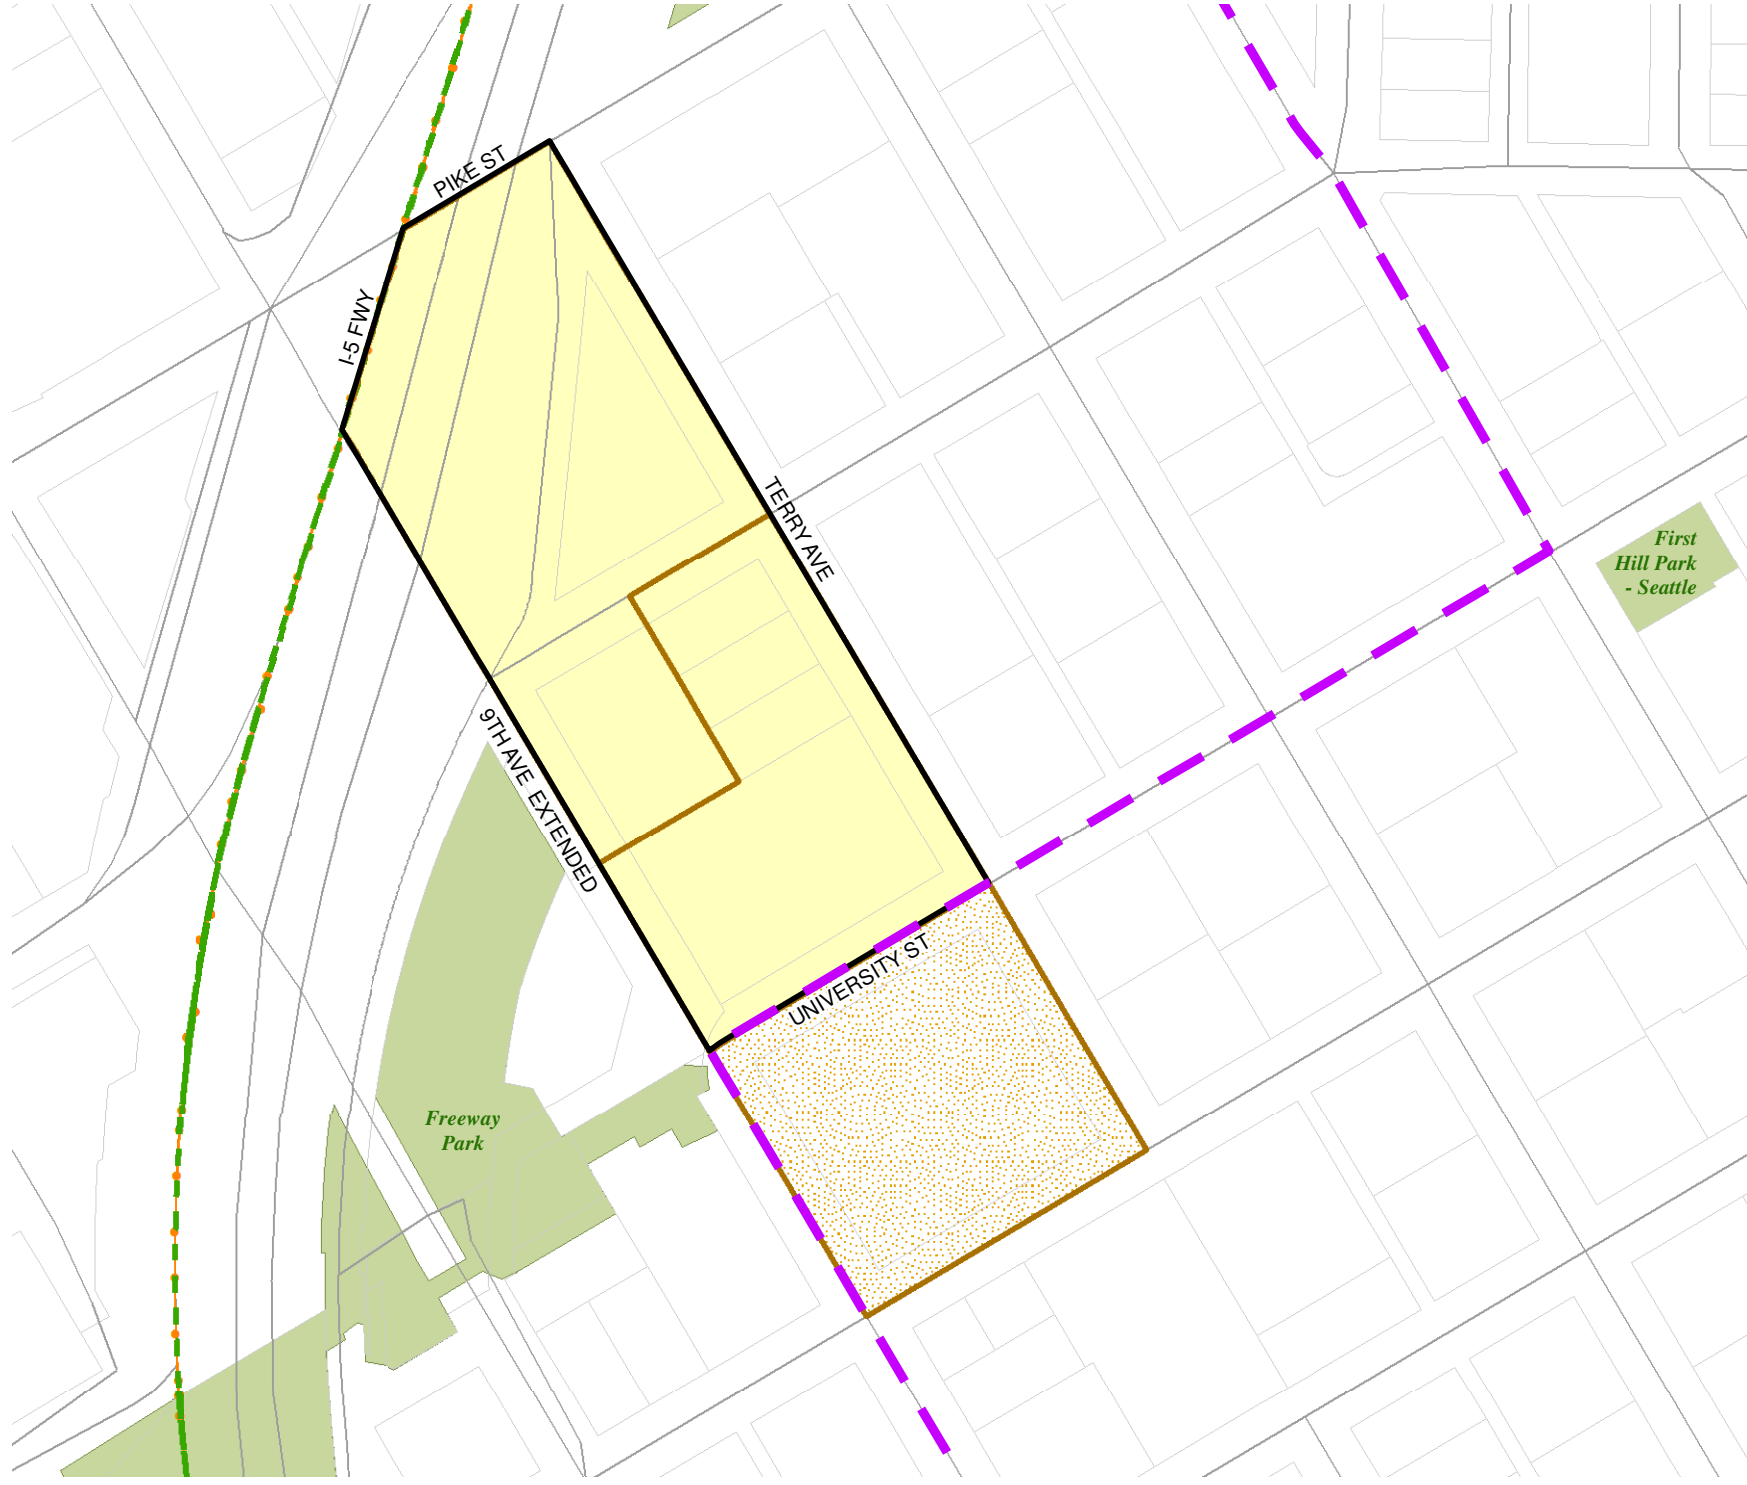 PIKE ST
I-5 FWY
TERRY AVE
First
Hill Park
- Seattle
9TH AVE EXTENDED
UNIVERSITY ST
Freeway
Park